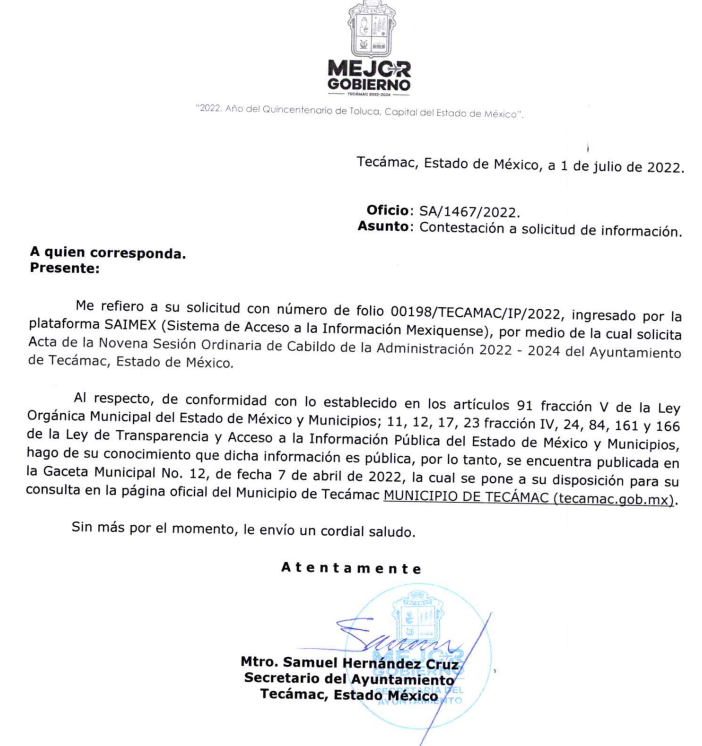 MEJOR
GOBIERNO
TECÁMAC 2022-2024
"2022. Año del Quincentenario de Toluca, Capital del Estado de México".
Tecámac, Estado de México, a 1 de julio de 2022.
Oficio: SA/1467/2022.
Asunto: Contestación a solicitud de información.
A quien corresponda.
Presente:
Me refiero a su solicitud con número de folio 00198/TECAMAC/IP/2022, ingresado por la
plataforma SAIMEX (Sistema de Acceso a la Información Mexiquense), por medio de la cual solicita
Acta de la Novena Sesión Ordinaria de Cabildo de la Administración 2022 - 2024 del Ayuntamiento
de Tecámac, Estado de México.
Al respecto, de conformidad con lo establecido en los artículos 91 fracción V de la Ley
Orgánica Municipal del Estado de México y Municipios; 11, 12, 17, 23 fracción IV, 24, 84, 161 y 166
de la Ley de Transparencia y Acceso a la Información Pública del Estado de México y Municipios,
hago de su conocimiento que dicha información es pública, por lo tanto, se encuentra publicada en
la Gaceta Municipal No. 12, de fecha 7 de abril de 2022, la cual se pone a su disposición para su
consulta en la página oficial del Municipio de Tecámac MUNICIPIO DE TECÁMAC (tecamac.gob.mx).
Sin más por el momento, le envío un cordial saludo.
Atentamente
MEJOR
GOBIERNO
SECRETARÍA DEL
AYUNTAMIENTO
Mtro. Samuel Hernández Cruz
Secretario del Ayuntamiento
Tecámac, Estado México